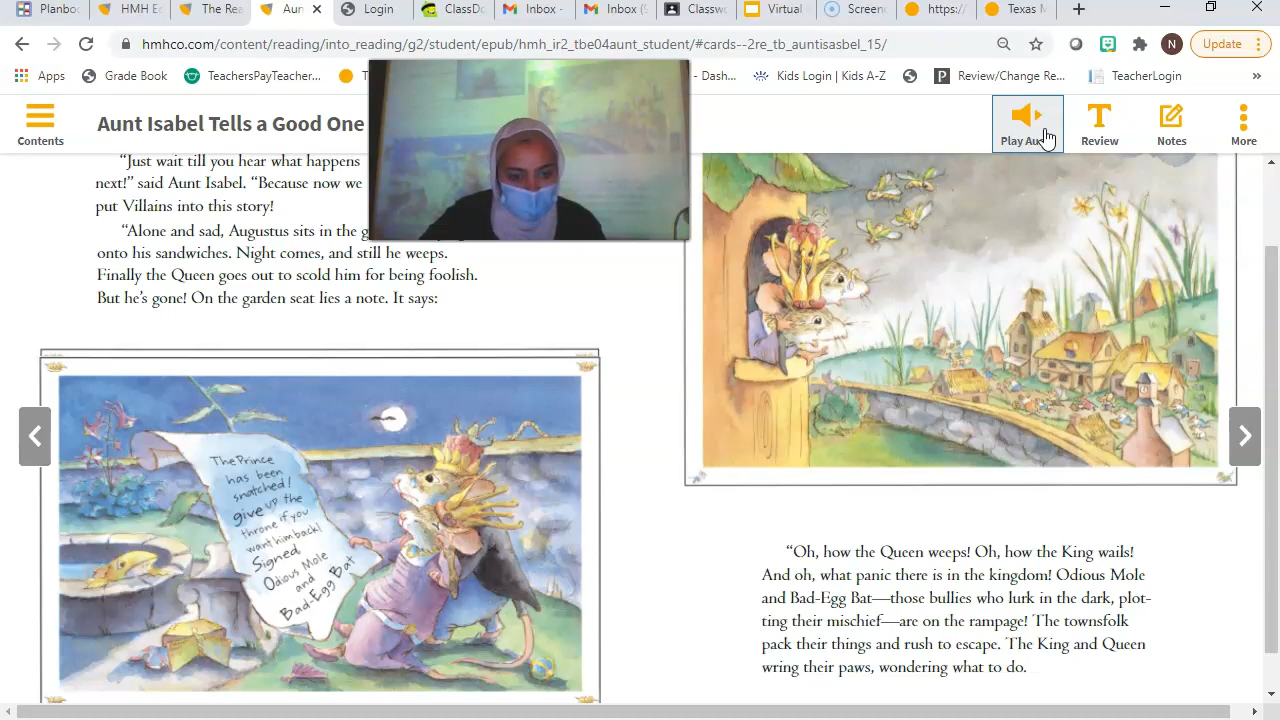 Planboo
HMH Ec
The Rea
Aun
Login
ClassDo
Inbox -
Inbox (9
Classw
Virtual
Screen
https:/
Texas M
hmhco.com/content/reading/into_reading_v2/student/epub/hmh_ir2_tbe04aunt_student/#cards--2re_tb_auntisashel_15/
N
Update
Apps
Grade Book
TeachersPayTeacher...
T
- Dash...
Kids Login | Kids A-Z
Review/Change Re...
TeacherLogin
»
Contents
Aunt Isabel Tells a Good One
Play Au
Review
Notes
More
“Just wait till you hear what happens
next!” said Aunt Isabel. “Because now we
put Villains into this story!
“Alone and sad, Augustus sits in the g
onto his sandwiches. Night comes, and still he weeps.
Finally the Queen goes out to scold him for being foolish.
But he’s gone! On the garden seat lies a note. It says:
The Prince
has been
snatched!
give up the
throne if you
want him back!
Signed
Odious Mole
and
Bad-Egg Bat
“Oh, how the Queen weeps! Oh, how the King wails!
And oh, what panic there is in the kingdom! Odious Mole
and Bad-Egg Bat—those bullies who lurk in the dark, plot-
ting their mischief—are on the rampage! The townsfolk
pack their things and rush to escape. The King and Queen
wring their paws, wondering what to do.